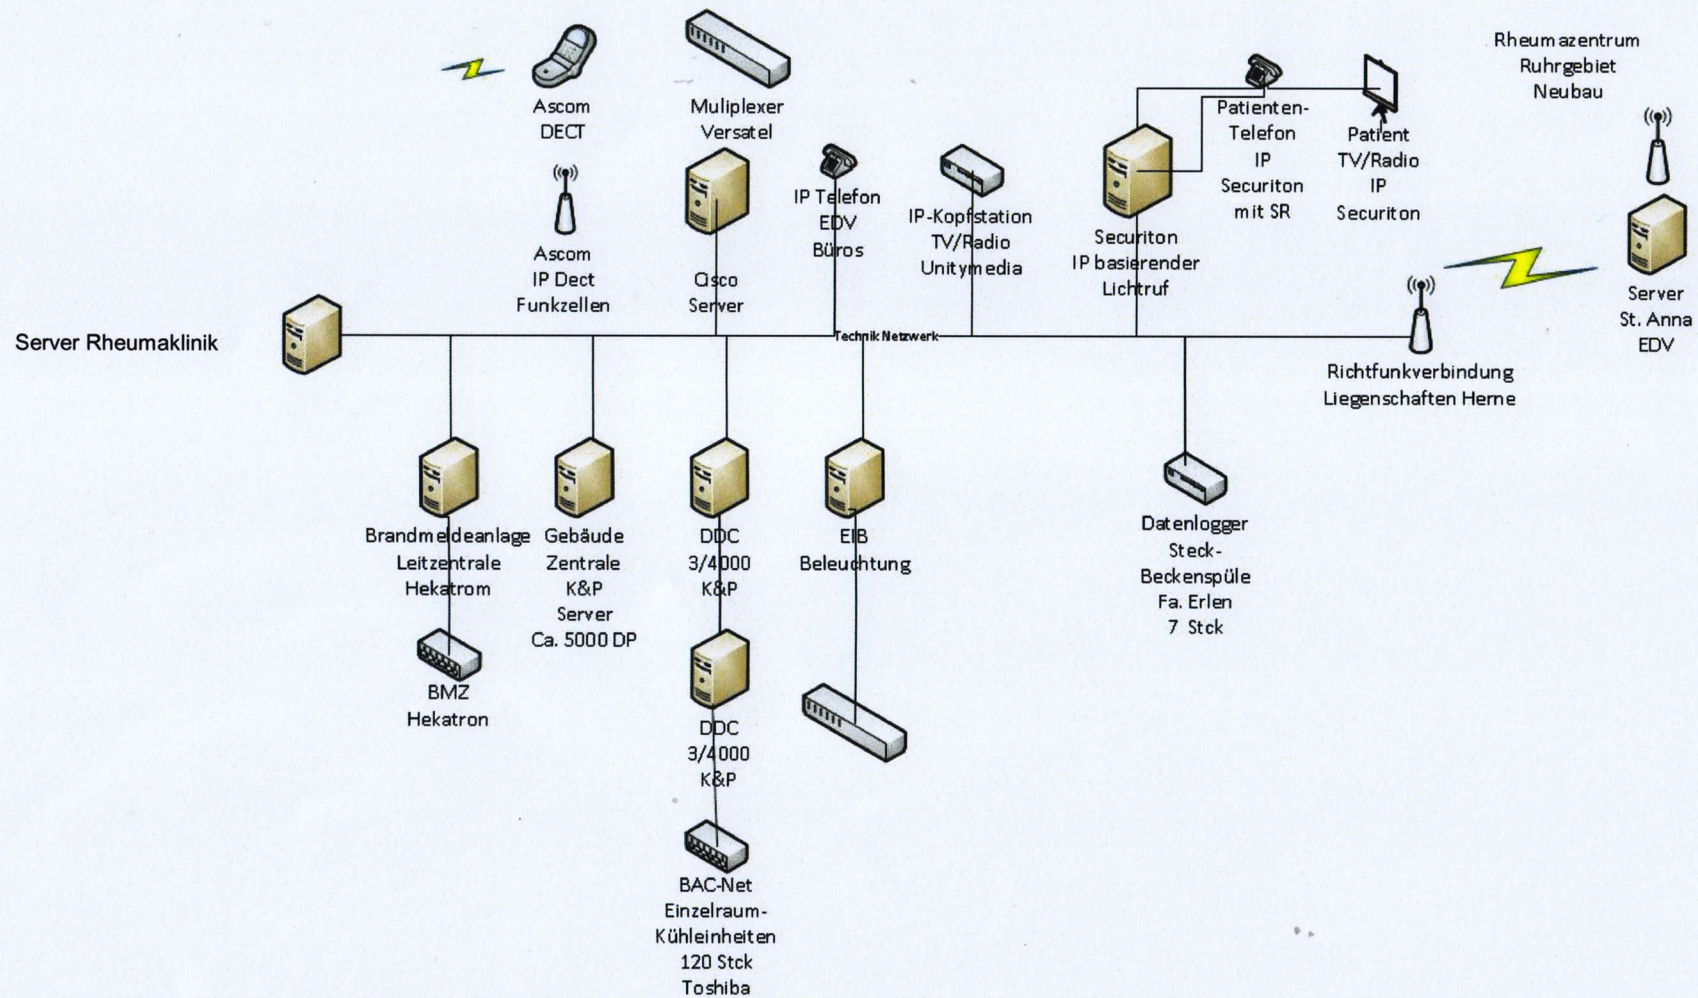 Rheumazentrum
Ruhrgebiet
Neubau
Ascom
DECT
Muliplexer
Versatel
Patienten-
Telefon
IP
Securiton
mit SR
Patient
TV/Radio
IP
Securiton
IP Telefon
EDV
Büros
IP-Kopfstation
TV/Radio
Unitymedia
Securiton
IP basierender
Lichtruf
Ascom
IP Dect
Funkzellen
Cisco
Server
Server
St. Anna
EDV
Server Rheumaklinik
Technik Netzwerk
Richtfunkverbindung
Liegenschaften Herne
Brandmeldeanlage
Leitzentrale
Hekatrom
Gebäude
Zentrale
K&P
Server
Ca. 5000 DP
DDC
3/4000
K&P
EIB
Beleuchtung
Datenlogger
Steck-
Beckenspüle
Fa. Erlen
7 Stck
BMZ
Hekatron
DDC
3/4000
K&P
BAC-Net
Einzelraum-
Kühleinheiten
120 Stck
Toshiba